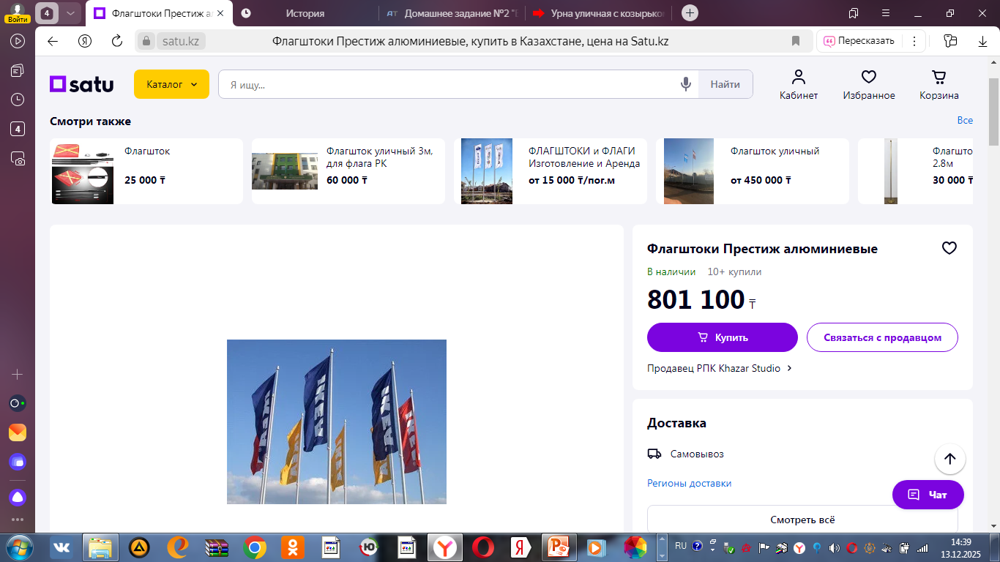 Войти
4
Флагштоки Престиж ал
История
Домашнее задание №2 "В
Урна уличная с козырько
satu.kz
Флагштоки Престиж алюминиевые, купить в Казахстане, цена на Satu.kz
Пересказать
4
satu
Каталог
Я ищу...
Найти
Кабинет
Избранное
Корзина
Смотри также
Все
Флагшток
25 000 ₸
Флагшток уличный 3м,
для флага РК
60 000 ₸
ФЛАГШТОКИ и ФЛАГИ
Изготовление и Аренда
от 15 000 ₸/пог.м
Флагшток уличный
от 450 000 ₸
Флагшто
2.8м
30 000 ₸
Флагштоки Престиж алюминиевые
В наличии 10+ купили
801 100 ₸
Купить
Связаться с продавцом
Продавец РПК Khazar Studio
Доставка
Самовывоз
Регионы доставки
Чат
Смотреть всё
RU
14:39
13.12.2025